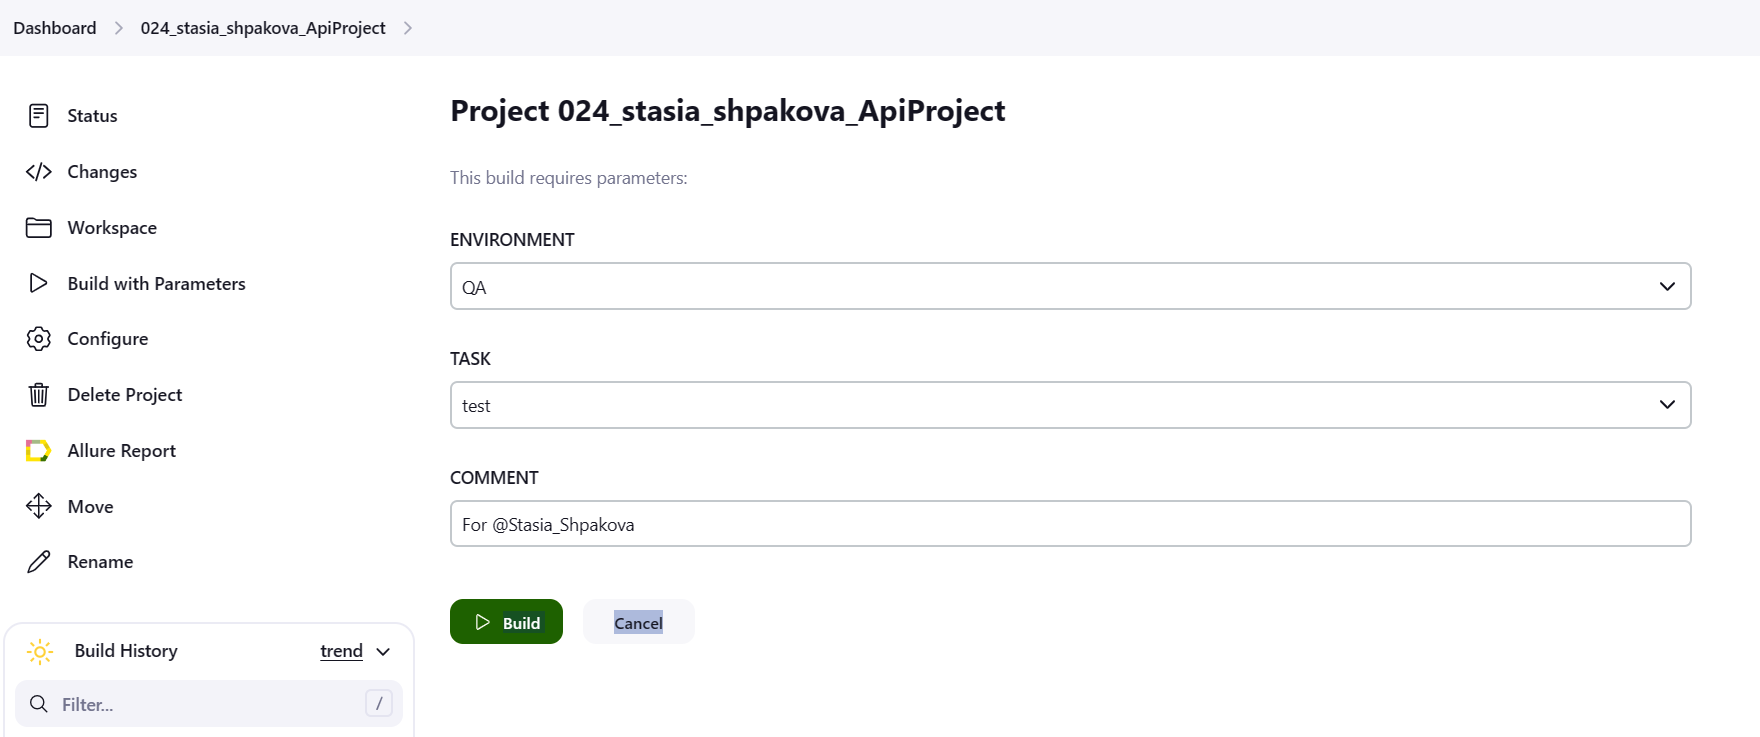 Dashboard
024_stasia_shpakova_ApiProject
Status
Changes
Workspace
Build with Parameters
Configure
Delete Project
Allure Report
Move
Rename
Build History
trend
Filter...
/
Project 024_stasia_shpakova_ApiProject
This build requires parameters:
ENVIRONMENT
QA
TASK
test
COMMENT
For @Stasia_Shpakova
Build
Cancel